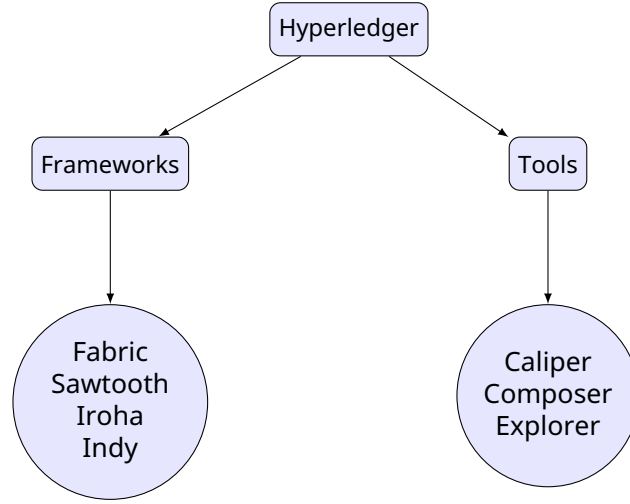 Hyperledger
Frameworks
Tools
Fabric
Sawtooth
Iroha
Indy
Caliper
Composer
Explorer